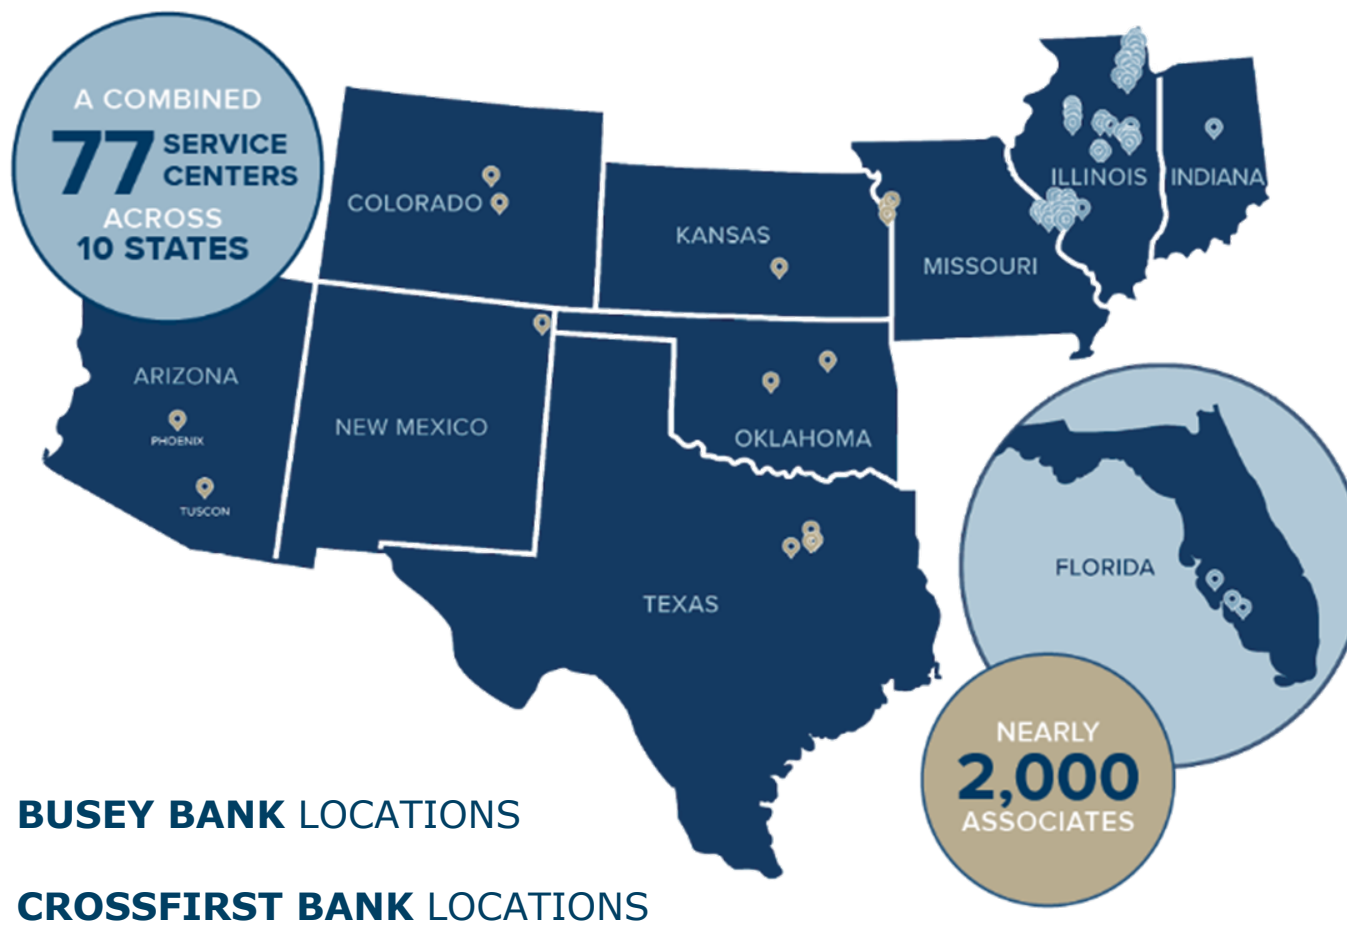 A COMBINED
77 SERVICE
CENTERS
ACROSS
10 STATES
COLORADO
KANSAS
MISSOURI
ILLINOIS
INDIANA
ARIZONA
PHOENIX
TUSCON
NEW MEXICO
OKLAHOMA
TEXAS
FLORIDA
NEARLY
2,000
ASSOCIATES
BUSEY BANK LOCATIONS
CROSSFIRST BANK LOCATIONS